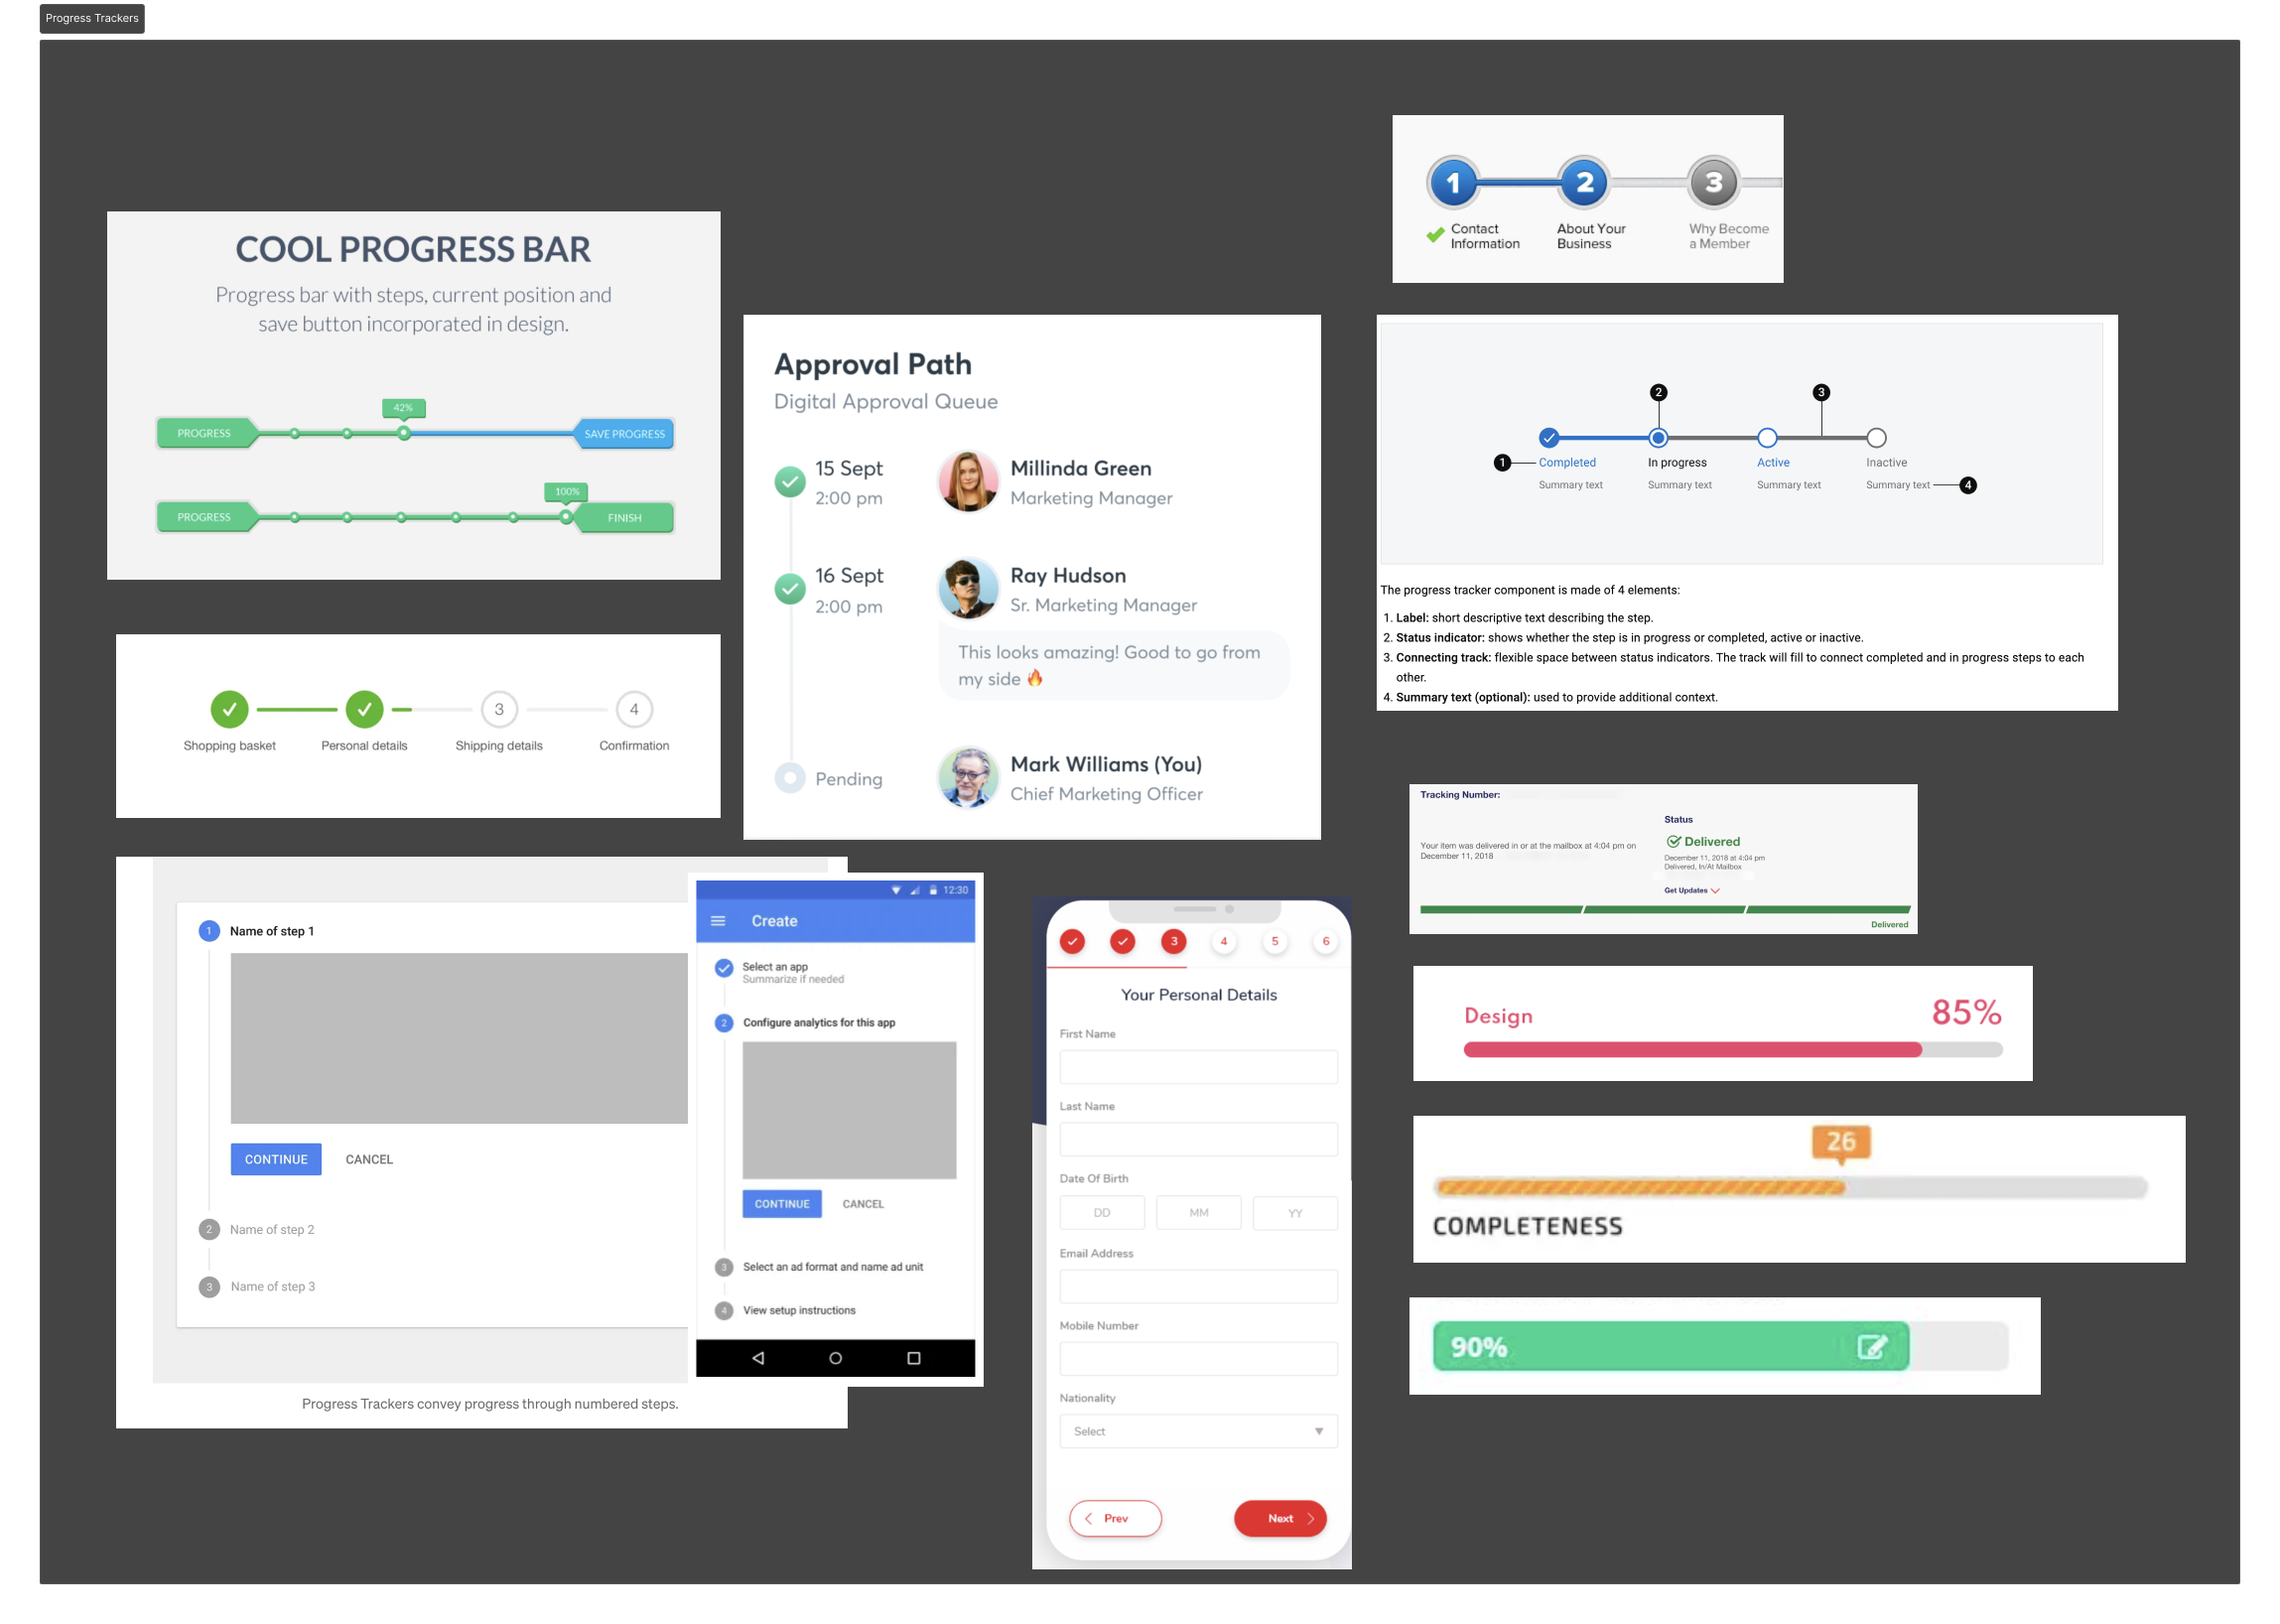 Progress Trackers
COOL PROGRESS BAR
Progress bar with steps, current position and
save button incorporated in design.
42%
PROGRESS
SAVE PROGRESS
100%
PROGRESS
FINISH
3
4
Shopping basket
Personal details
Shipping details
Confirmation
1
Name of step 1
CONTINUE
CANCEL
2
Name of step 2
3
Name of step 3
Progress Trackers convey progress through numbered steps.
12:30
Create
Select an app
Summarize if needed
2
Configure analytics for this app
CONTINUE
CANCEL
3
Select an ad format and name ad unit
4
View setup instructions
Approval Path
Digital Approval Queue
15 Sept
2:00 pm
Millinda Green
Marketing Manager
16 Sept
2:00 pm
Ray Hudson
Sr. Marketing Manager
This looks amazing! Good to go from
my side 🔥
Pending
Mark Williams (You)
Chief Marketing Officer
3
4
5
6
Your Personal Details
First Name
Last Name
Date Of Birth
DD
MM
YY
Email Address
Mobile Number
Nationality
Select
Prev
Next
1
2
3
Contact
Information
About Your
Business
Why Become
a Member
2
3
1
Completed
In progress
Active
Inactive
Summary text
Summary text
Summary text
Summary text
4
The progress tracker component is made of 4 elements:
1. Label: short descriptive text describing the step.
2. Status indicator: shows whether the step is in progress or completed, active or inactive.
3. Connecting track: flexible space between status indicators. The track will fill to connect completed and in progress steps to each
other.
4. Summary text (optional): used to provide additional context.
Tracking Number:
Your item was delivered in or at the mailbox at 4:04 pm on
December 11, 2018
Status
Delivered
December 11, 2018 at 4:04 pm
Delivered, In/At Mailbox
Get Updates
Delivered
Design
85%
26
COMPLETENESS
90%